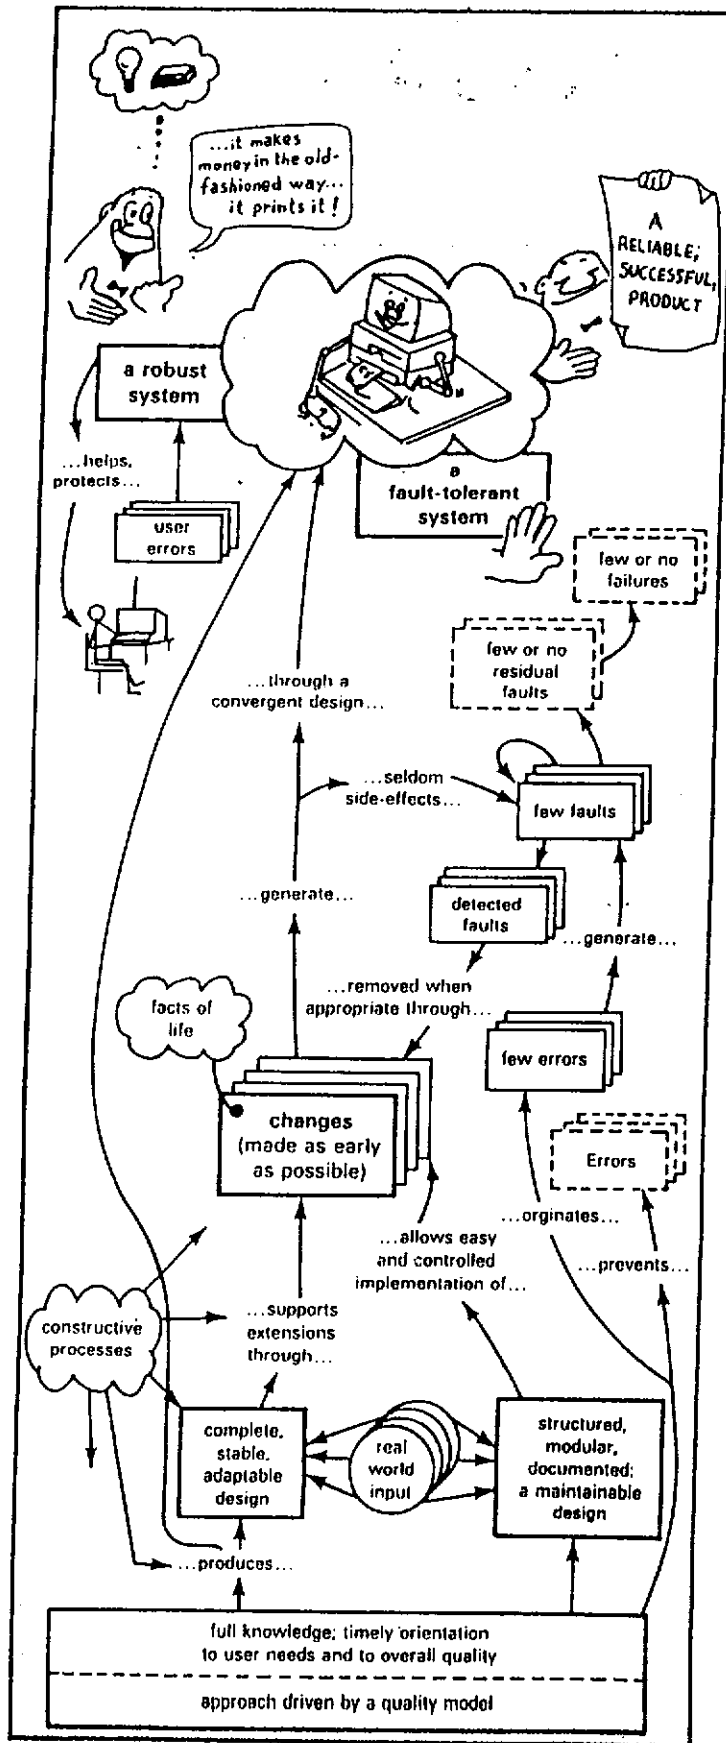 ...it makes
money in the old-
fashioned way...
it prints it!
A
RELIABLE;
SUCCESSFUL,
PRODUCT
a robust
system
...helps,
protects...
user
errors
a
fault-tolerant
system
few or no
failures
few or no
residual
faults
...through a
convergent design...
...seldom
side-effects...
few faults
...generate...
detected
faults
...generate...
...removed when
appropriate through...
facts of
life
few errors
changes
(made as early
as possible)
Errors
...orginates...
...allows easy
and controlled
implementation of...
...prevents...
constructive
processes
...supports
extensions
through...
complete,
stable,
adaptable
design
real
world
input
structured,
modular,
documented;
a maintainable
design
...produces...
full knowledge; timely orientation
to user needs and to overall quality
approach driven by a quality model